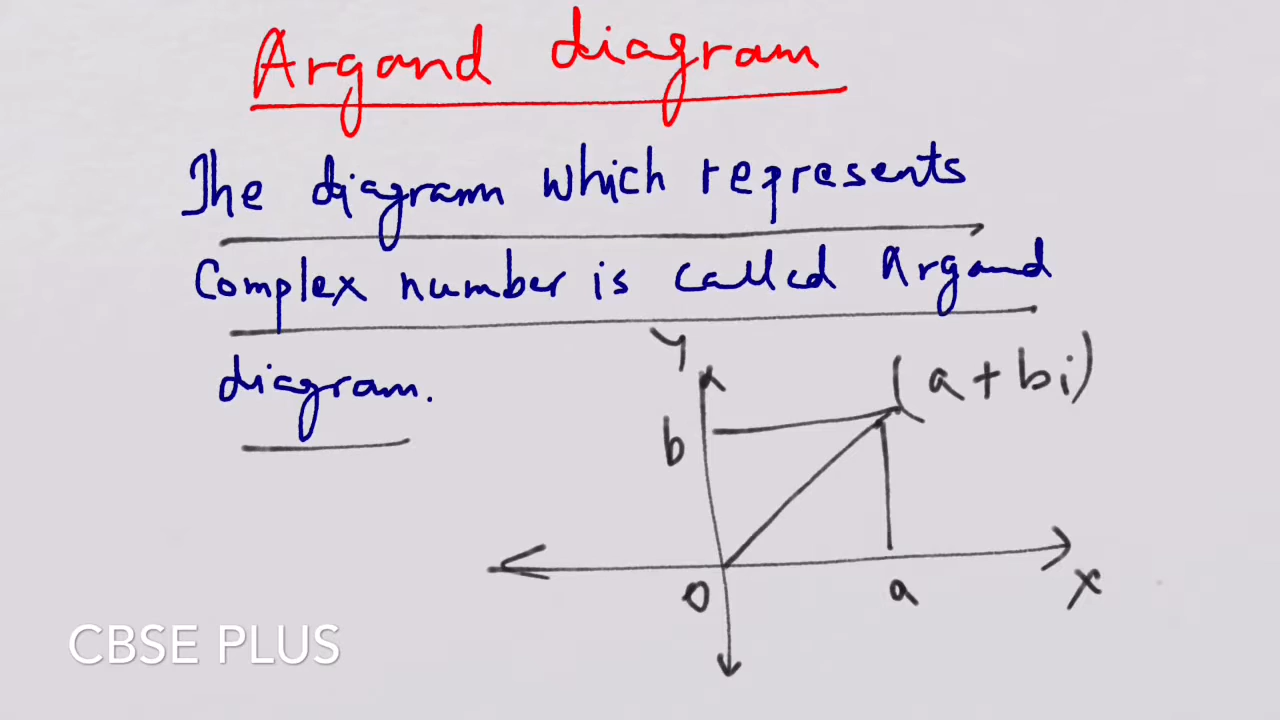 Argand diagram
The diagram which represents
Complex number is called Argand
diagram.
Y
(a+bi)
b
O
a
X
CBSE PLUS